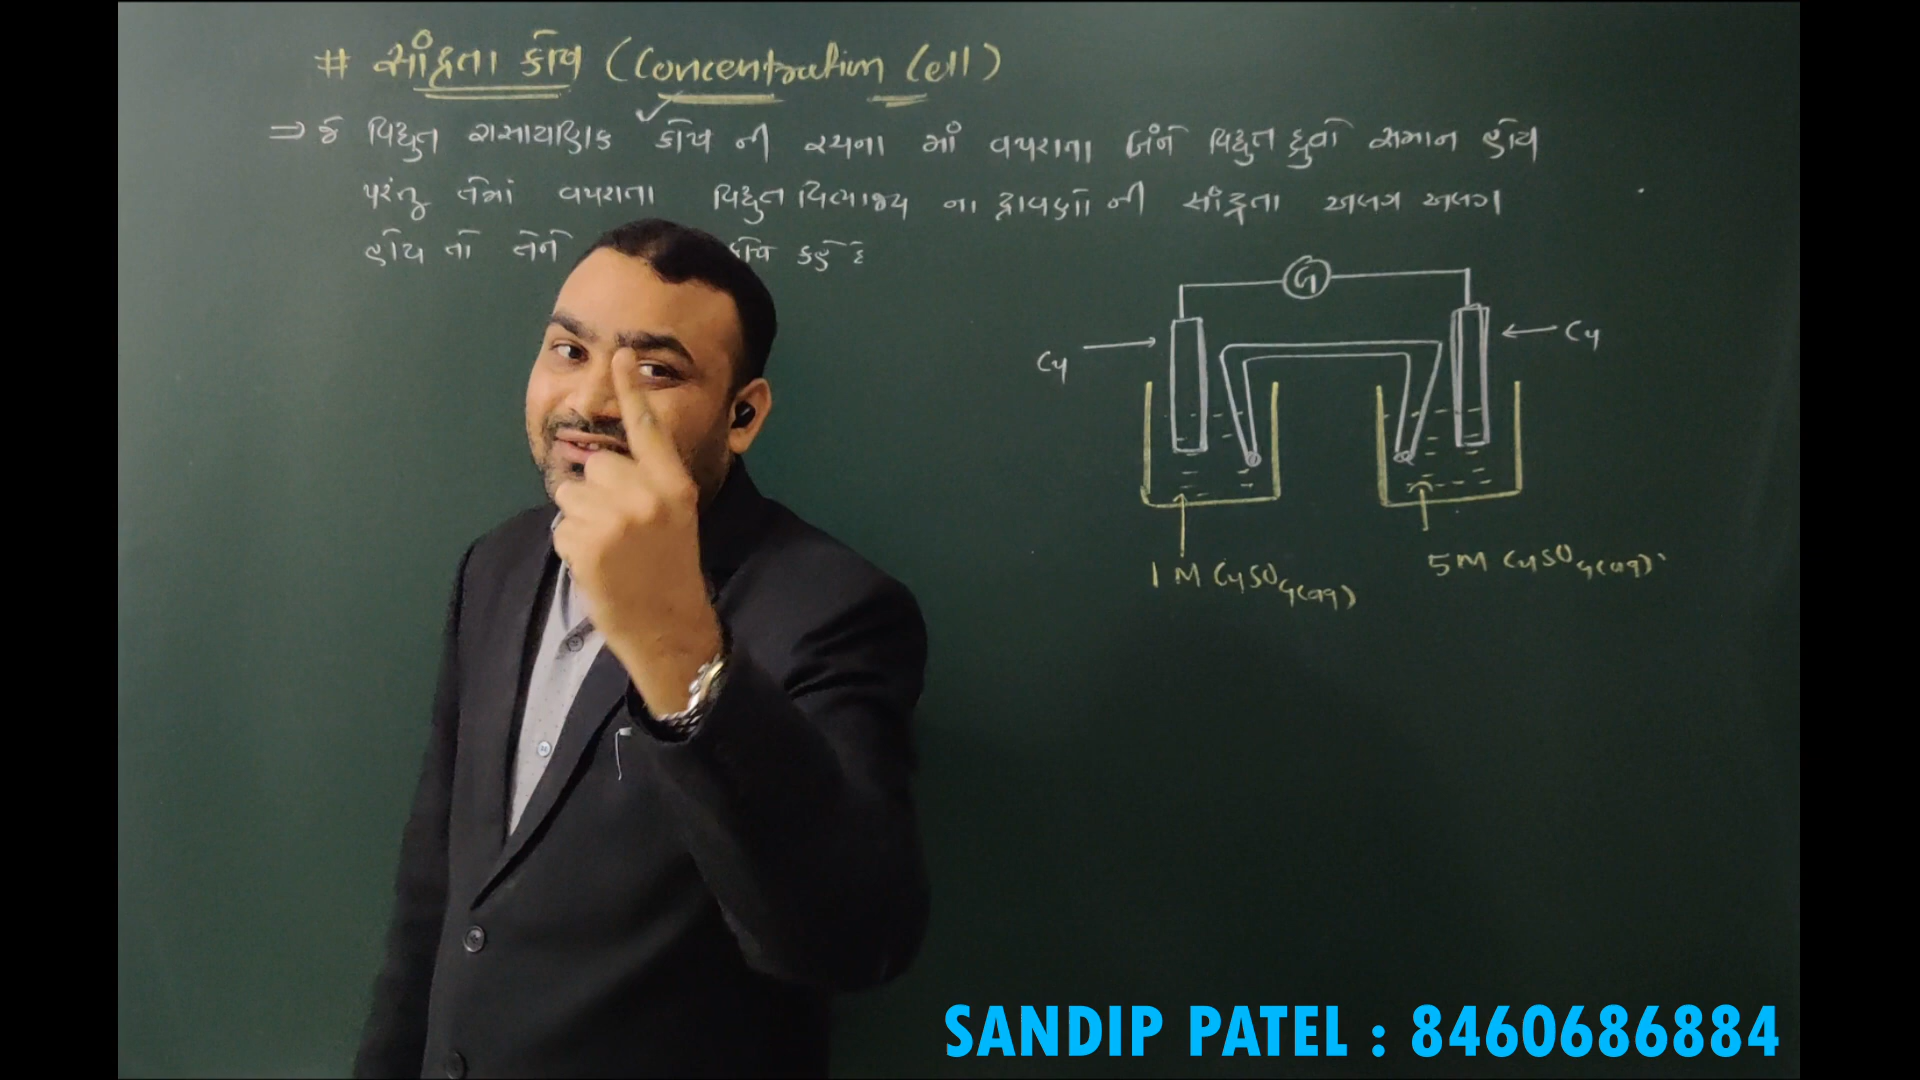 # સાંદ્રતા કોષ (Concentration Cell)
⇒ જે વિદ્યુત રાસાયણિક કોષ ની રચના માં વપરાતા બંને વિદ્યુત ધ્રુવો સમાન હોય
પરંતુ તેમાં વપરાતા વિદ્યુત વિભાજ્ય ના દ્રાવણો ની સાંદ્રતા અલગ અલગ
હોય તો તેને કોષ કહે છે
G
Cu
Cu
1 M CuSO4(aq)
5 M CuSO4(aq)
SANDIP PATEL : 8460686884